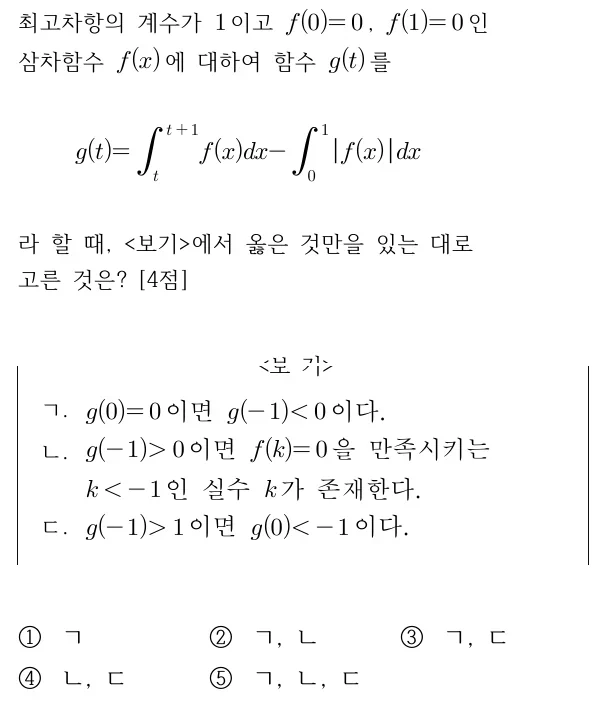 최고차항의 계수가 1이고 f(0)=0, f(1)=0인
삼차함수 f(x)에 대하여 함수 g(t)를
g(t)=∫_t^{t+1} f(x)dx−∫_0^1 |f(x)|dx
라 할 때, <보기>에서 옳은 것만을 있는 대로
고른 것은? [4점]
<보 기>
ㄱ. g(0)=0이면 g(−1)<0이다.
ㄴ. g(−1)>0이면 f(k)=0을 만족시키는
k<−1인 실수 k가 존재한다.
ㄷ. g(−1)>1이면 g(0)<−1이다.
① ㄱ ② ㄱ, ㄴ ③ ㄱ, ㄷ
④ ㄴ, ㄷ ⑤ ㄱ, ㄴ, ㄷ